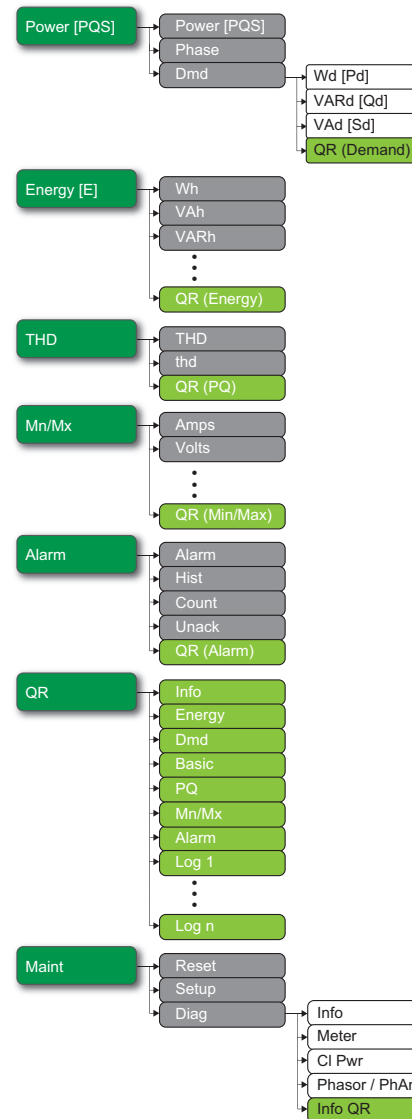 Power [PQS]
Power [PQS]
Phase
Dmd
Wd [Pd]
VARd [Qd]
VAd [Sd]
QR (Demand)
Energy [E]
Wh
VAh
VARh
QR (Energy)
THD
THD
thd
QR (PQ)
Mn/Mx
Amps
Volts
QR (Min/Max)
Alarm
Alarm
Hist
Count
Unack
QR (Alarm)
QR
Info
Energy
Dmd
Basic
PQ
Mn/Mx
Alarm
Log 1
Log n
Maint
Reset
Setup
Diag
Info
Meter
Cl Pwr
Phasor /
Info QR